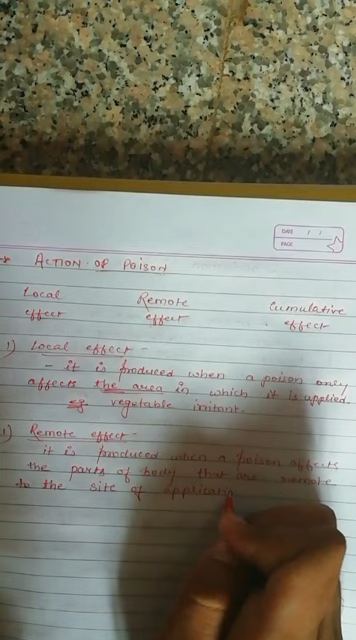 DATE / /
PAGE
→ ACTION OF POISON
Local effect
Remote effect
Cumulative effect
1) Local effect -
- it is produced when a poison only
affects the area in which it is applied.
eg vegetable irritant.
1) Remote effect -
it is produced when a poison affects
the parts of body that are remote
to the site of applicatio